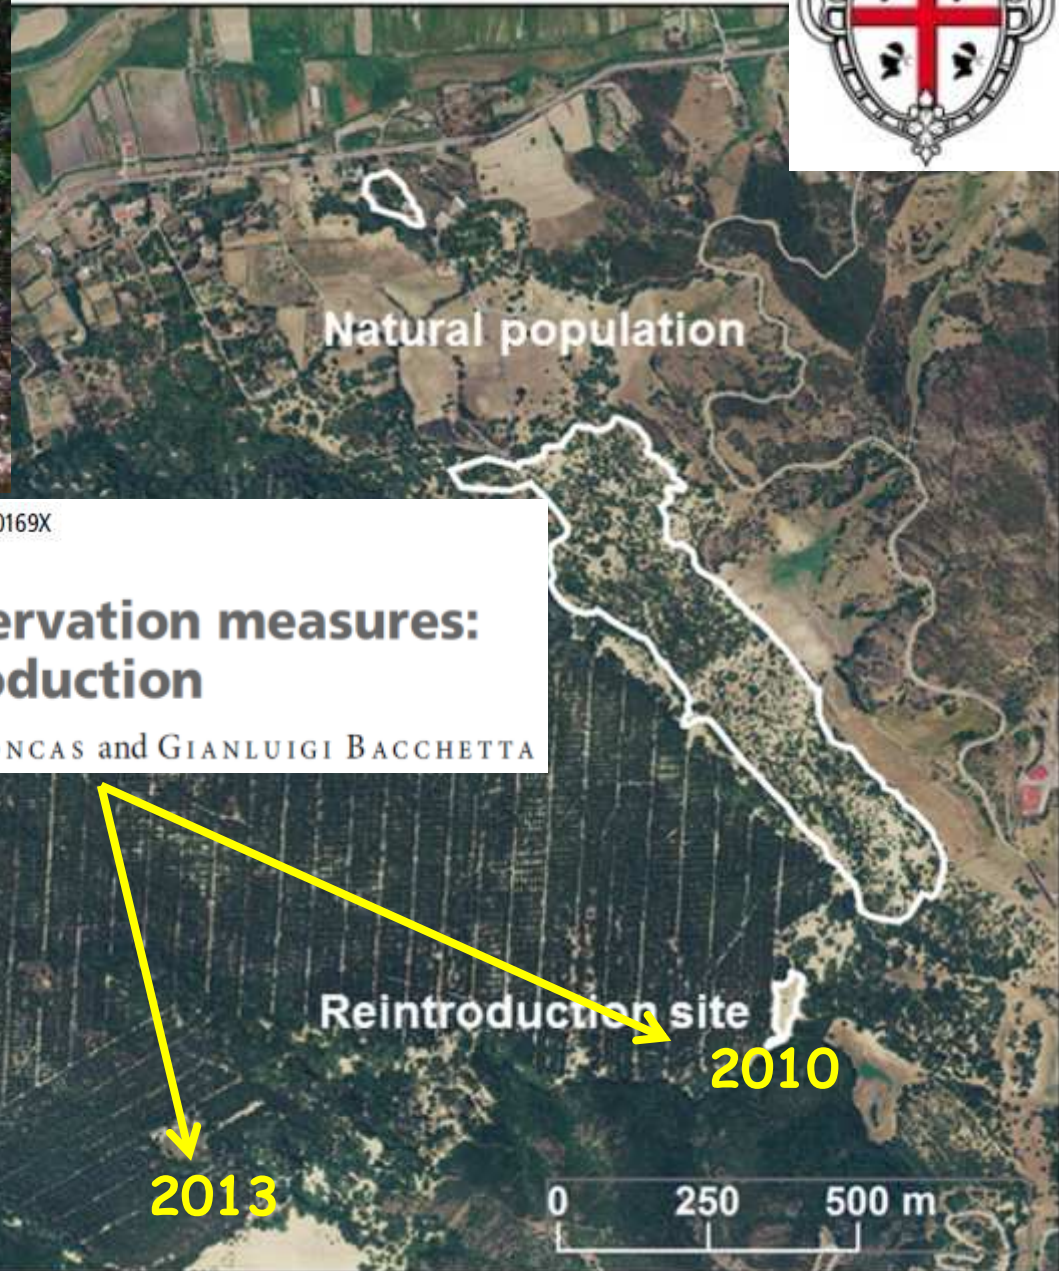 Natural population
0169X
ervation measures:
oduction
NCAS and GIANLUIGI BACCHETTA
Reintroduction site
2010
2013
0 250 500 m